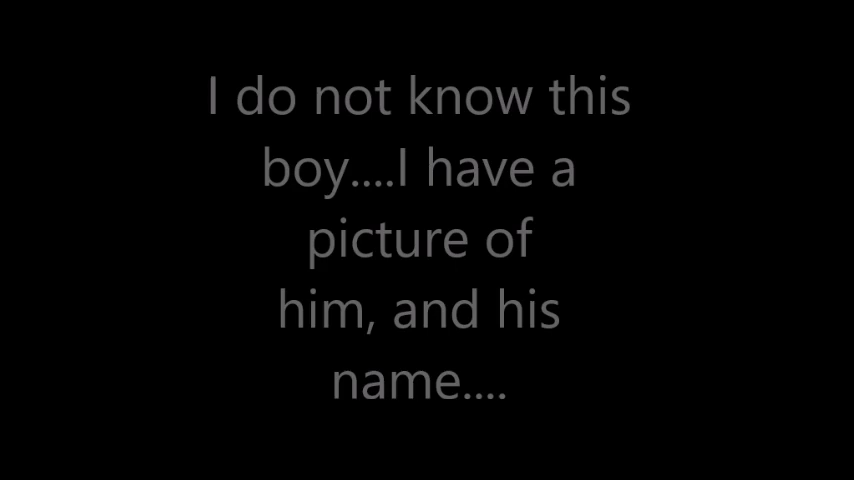 I do not know this
boy....I have a
picture of
him, and his
name....